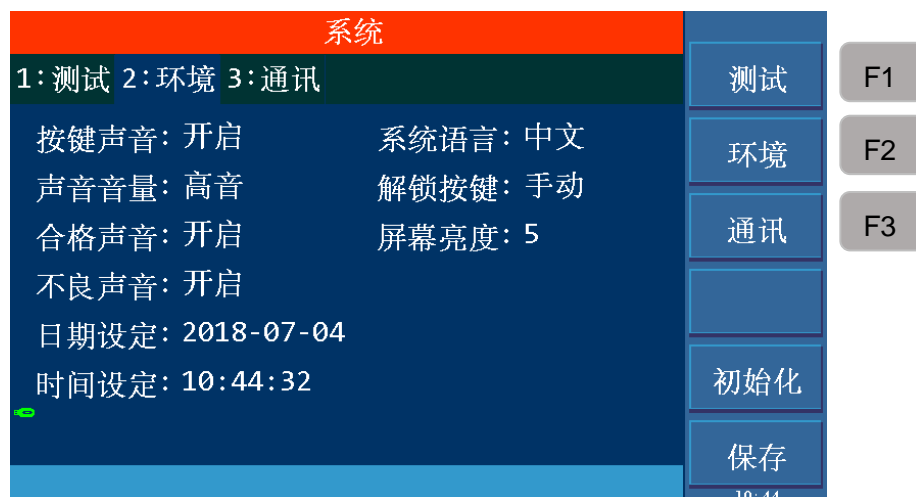 系统
1:测试 2:环境 3:通讯
按键声音: 开启
系统语言: 中文
声音音量: 高音
解锁按键: 手动
合格声音: 开启
屏幕亮度: 5
不良声音: 开启
日期设定: 2018-07-04
时间设定: 10:44:32
测试
环境
通讯
初始化
保存
10:44
F1
F2
F3